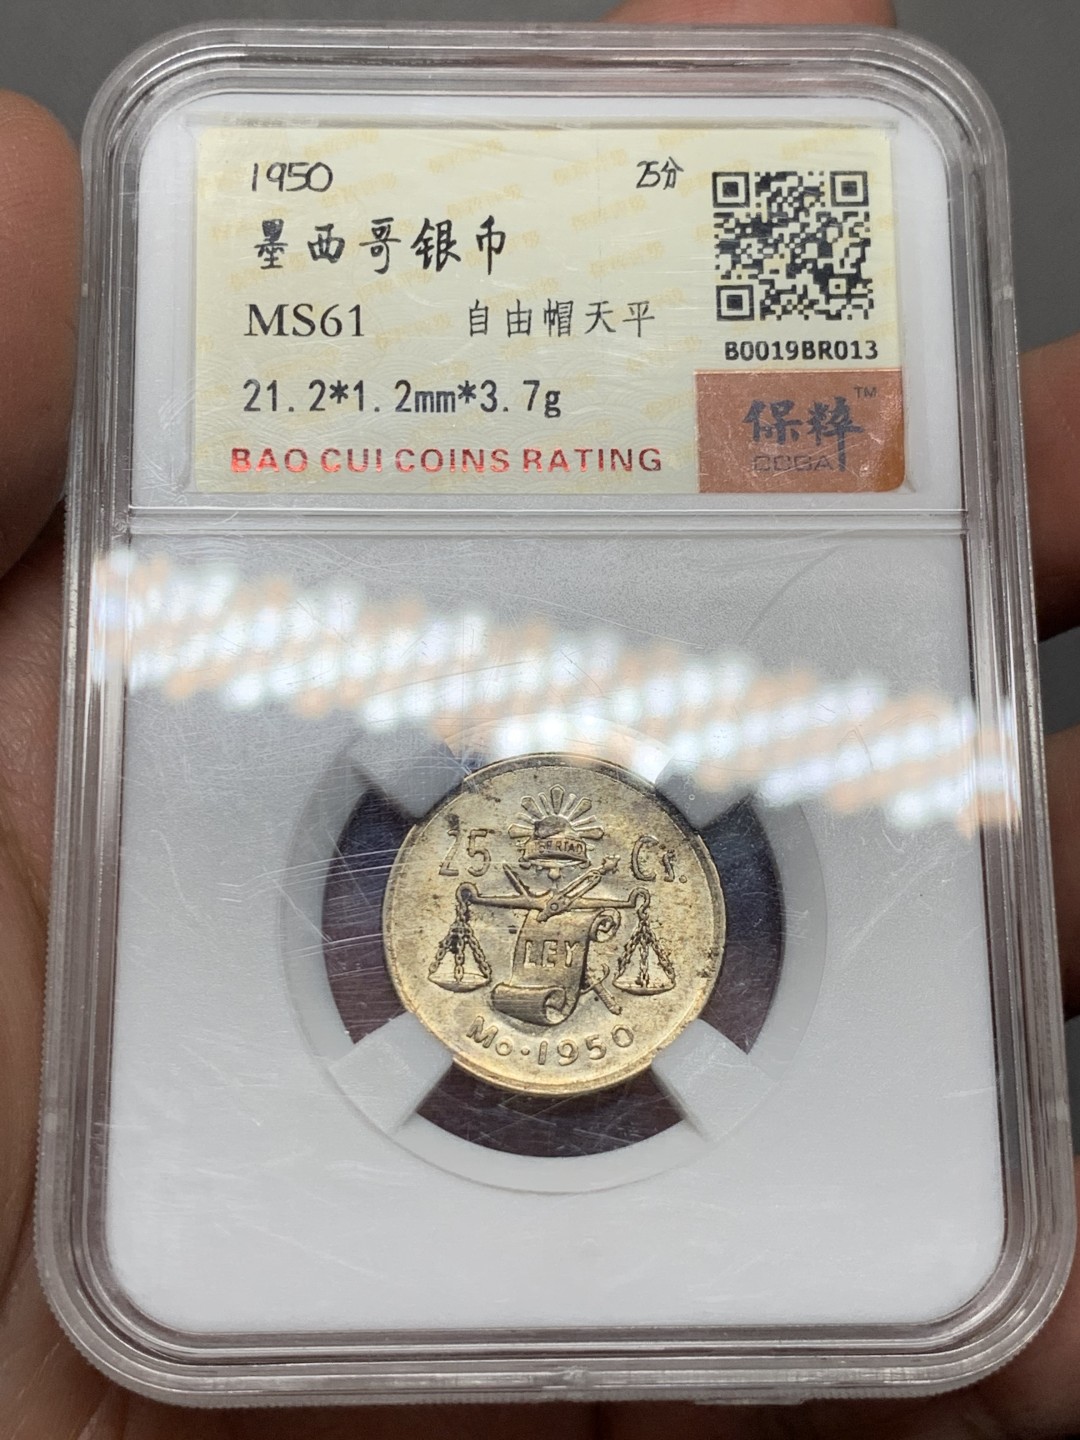 1950 25分
墨西哥银币
MS61 自由帽天平
B0019BR013
21.2*1.2mm*3.7g
保粹 TM
BAO CUI COINS RATING
LIBERTAD
25 Cs.
LEY
Mo·1950